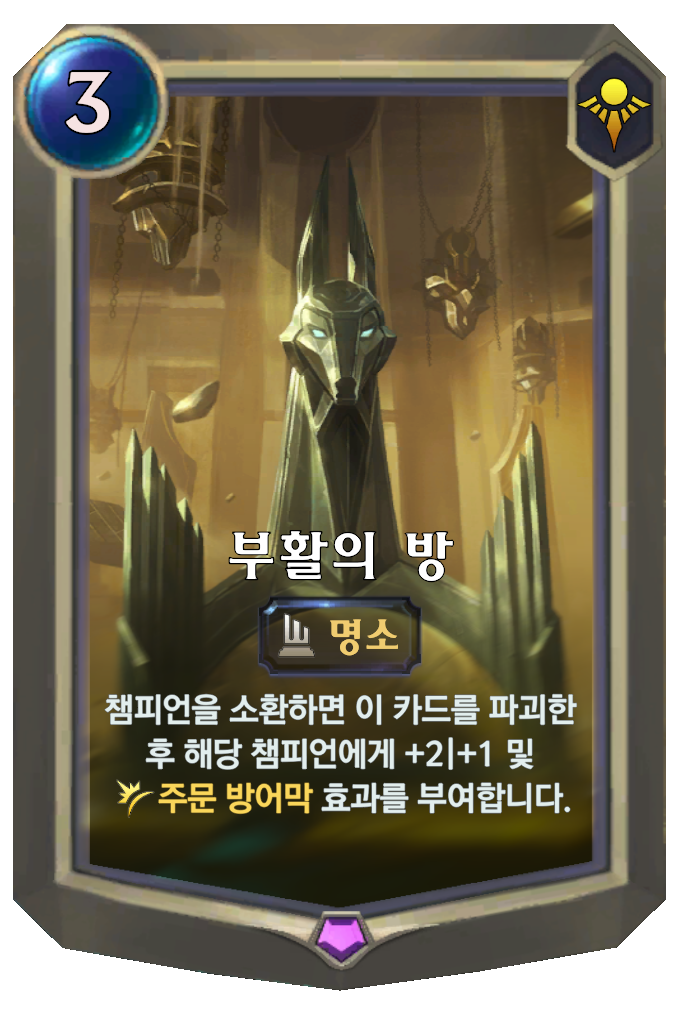 3
부활의 방
명소
챔피언을 소환하면 이 카드를 파괴한
후 해당 챔피언에게 +2|+1 및
주문 방어막 효과를 부여합니다.